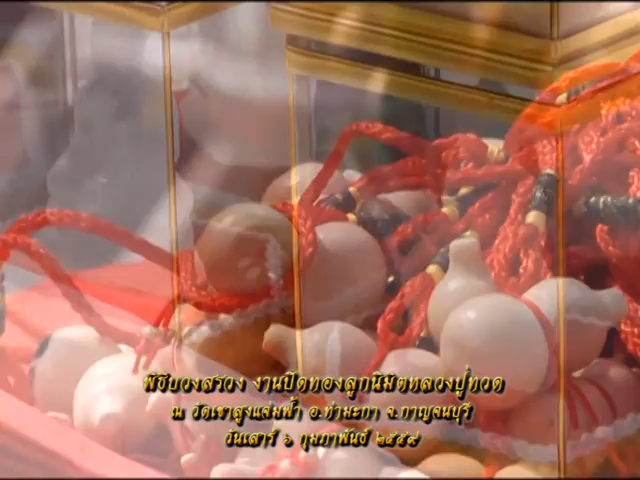 พิธีบวงสรวง งานปิดทองลูกนิมิตหลวงปู่ทวด
ณ วัดเขาสูงแจ่มฟ้า อ.ท่ามะกา จ.กาญจนบุรี
วันเสาร์ ๖ กุมภาพันธ์ ๒๕๕๙